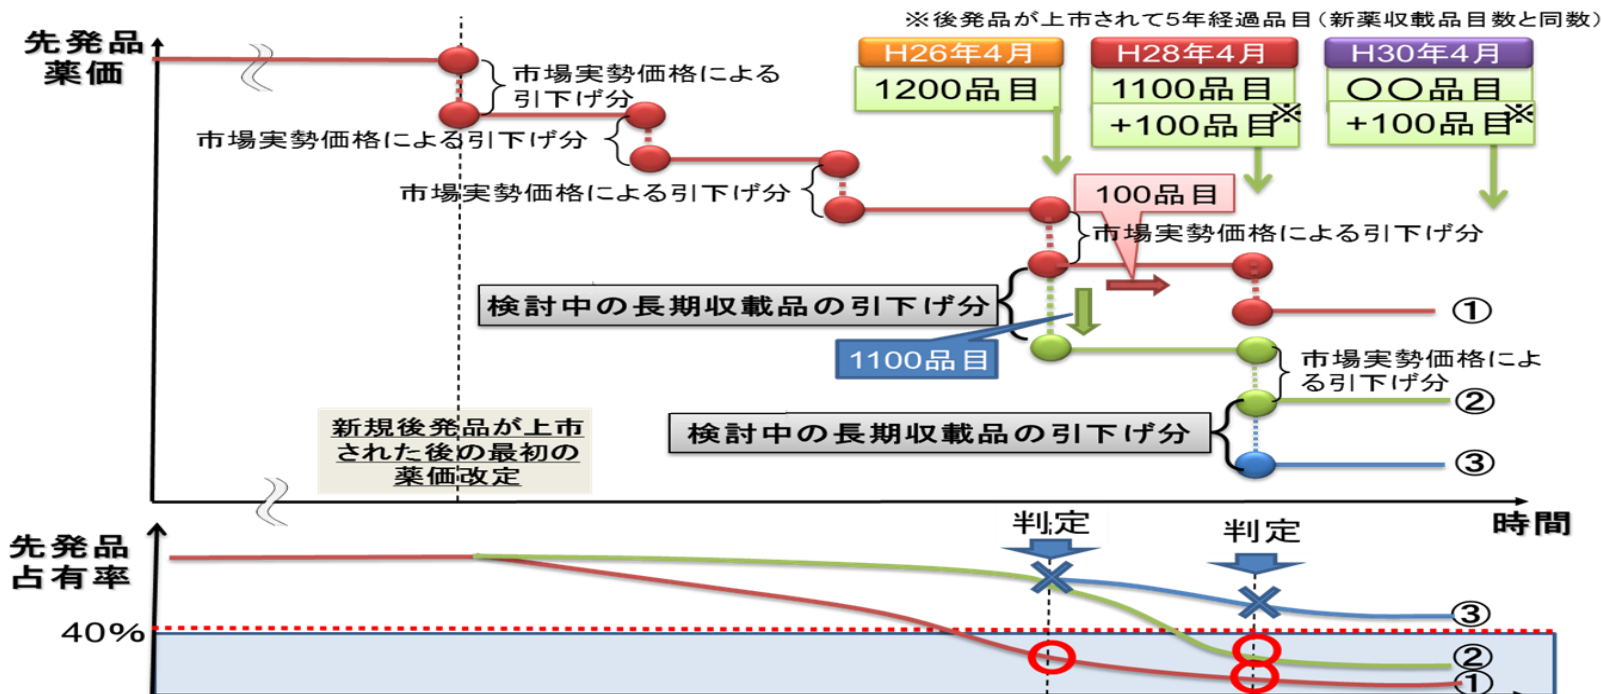 ※後発品が上市されて5年経過品目(新薬収載品目数と同数)
先発品
薬価
H26年4月
1200品目
H28年4月
1100品目
+100品目※
H30年4月
〇〇品目
+100品目※
市場実勢価格による
引下げ分
市場実勢価格による引下げ分
市場実勢価格による引下げ分
100品目
市場実勢価格による引下げ分
検討中の長期収載品の引下げ分
①
1100品目
市場実勢価格によ
る引下げ分
②
検討中の長期収載品の引下げ分
③
新規後発品が上市
された後の最初の
薬価改定
時間
先発品
占有率
判定
判定
40%
③
②
①